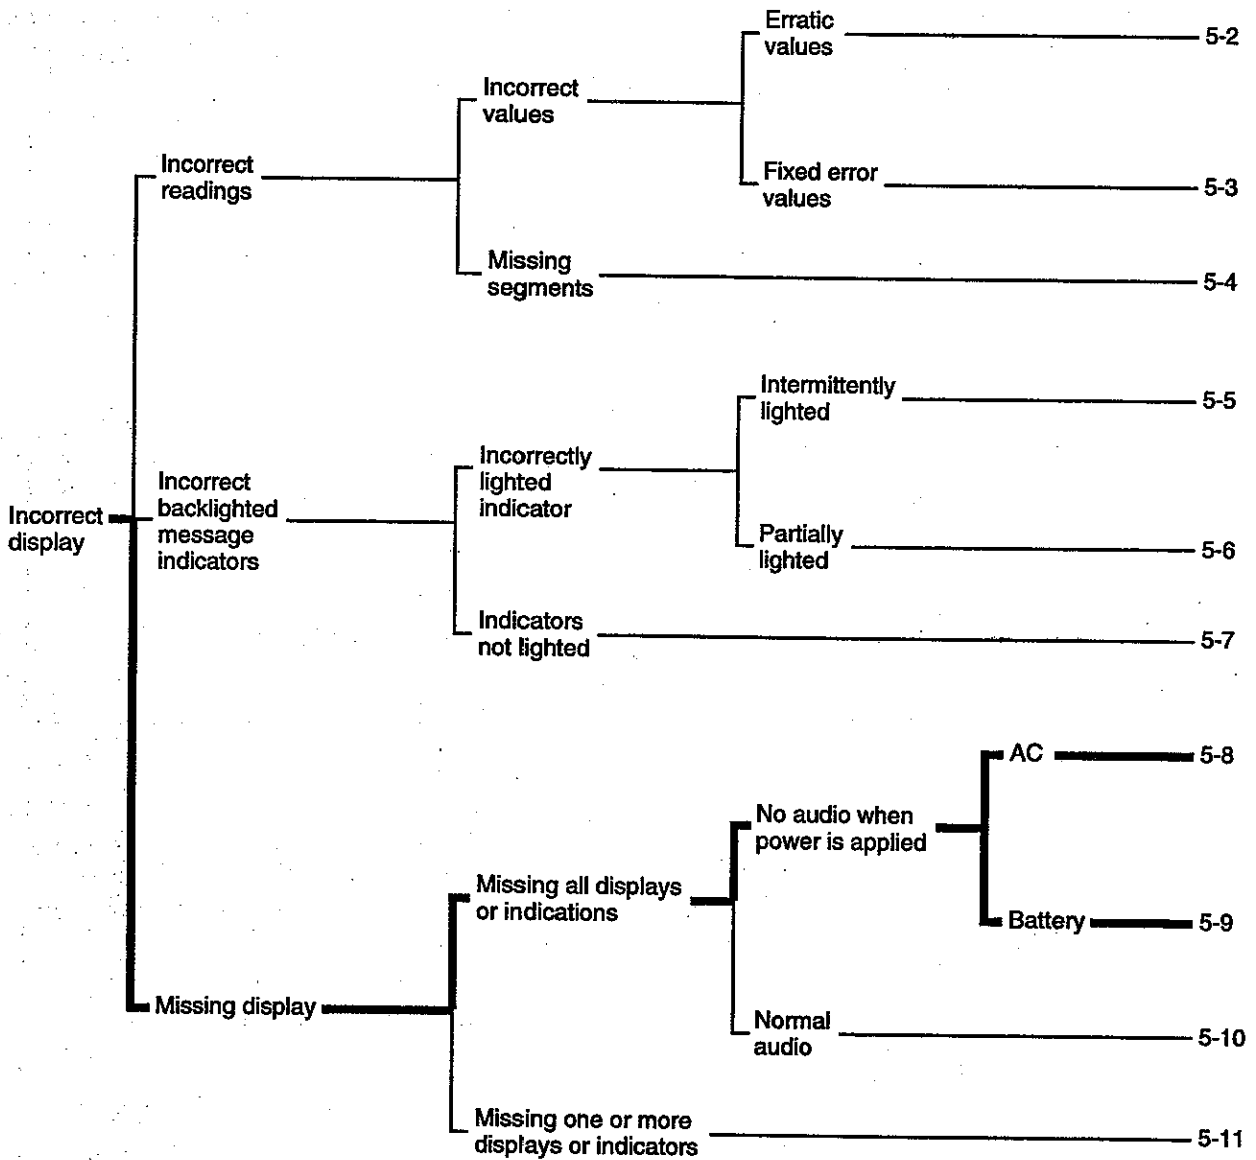 Erratic
values
5-2
Incorrect
values
Incorrect
readings
Fixed error
values
5-3
Missing
segments
5-4
Intermittently
lighted
5-5
Incorrectly
lighted
indicator
Incorrect
backlighted
message
indicators
Incorrect
display
Partially
lighted
5-6
Indicators
not lighted
5-7
AC
5-8
No audio when
power is applied
Missing all displays
or indications
Battery
5-9
Missing display
Normal
audio
5-10
Missing one or more
displays or indicators
5-11